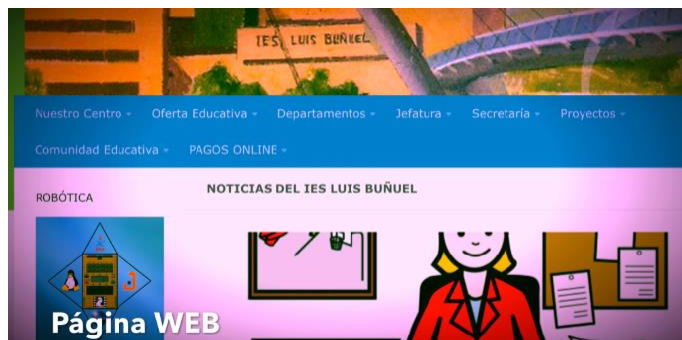 IES LUIS BUÑUEL
Nuestro Centro
Oferta Educativa
Departamentos
Jefatura
Secretaría
Proyectos
Comunidad Educativa
PAGOS ONLINE
ROBÓTICA
NOTICIAS DEL IES LUIS BUÑUEL
Página WEB